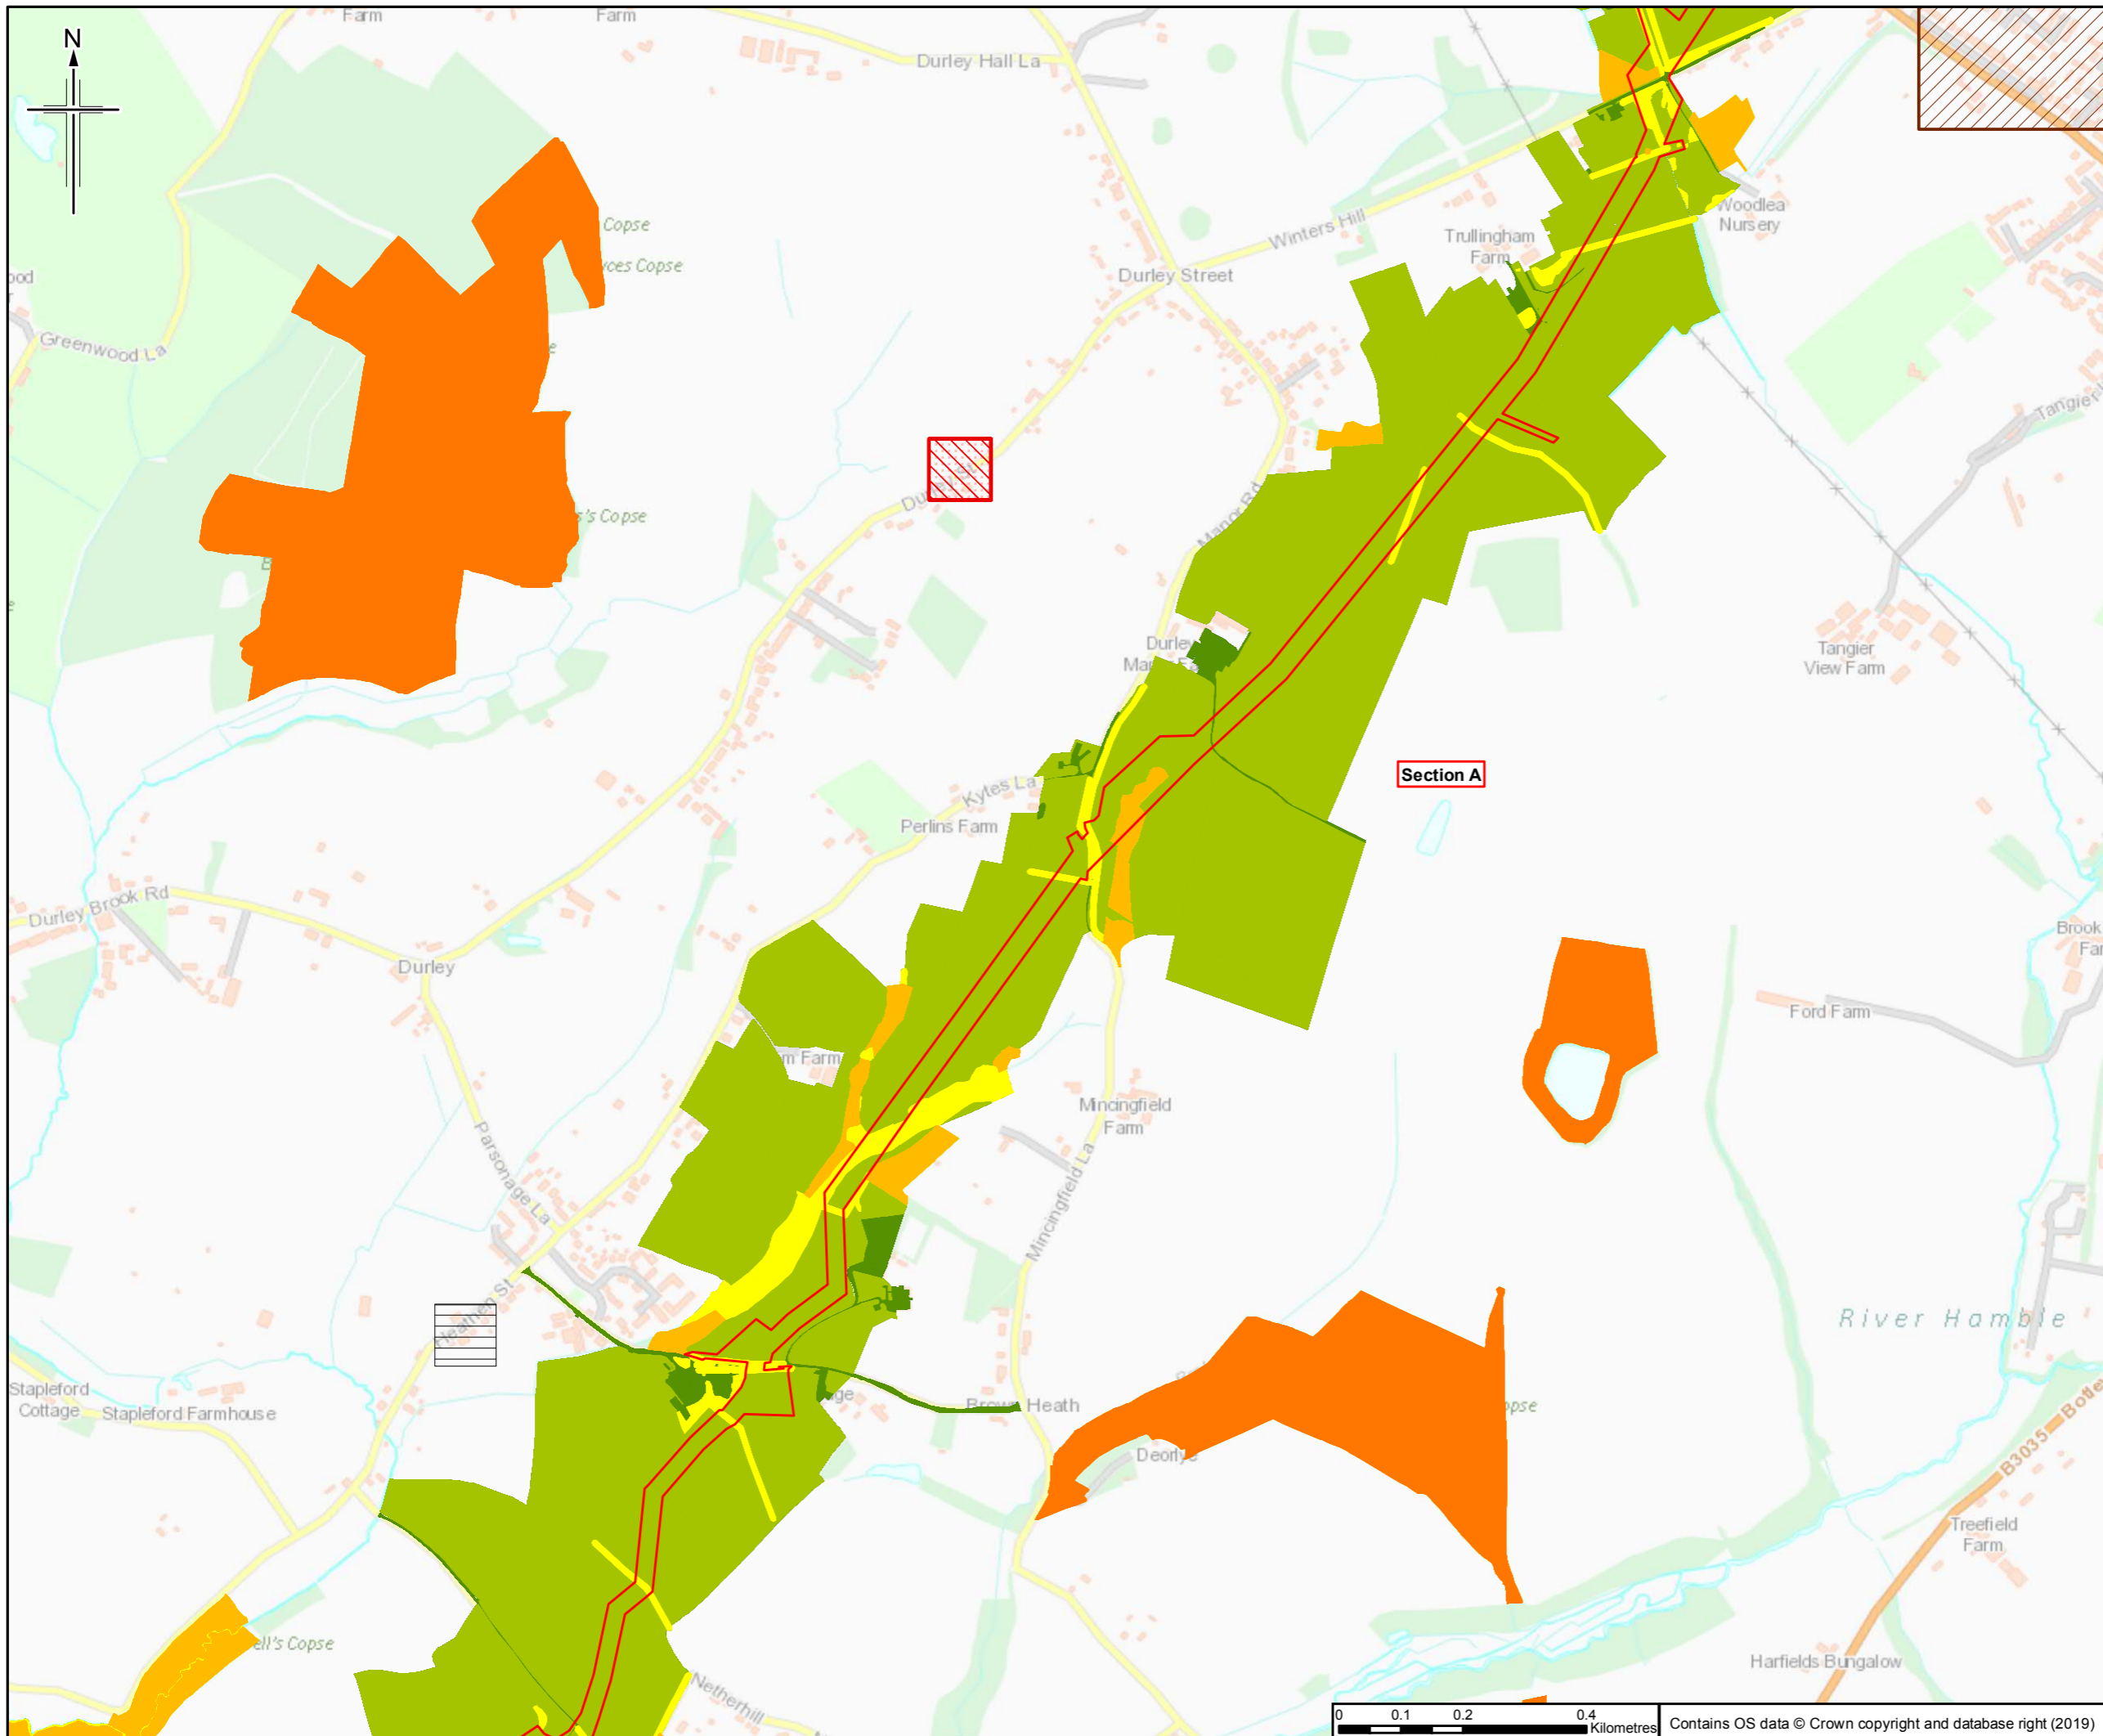 Farm
Farm
N
Durley Hall La
Copse
Winters Hill
Woodlea
Nursery
Trullingham
Farm
Durley Street
Greenwood La
Copse
Manor Rd
Durley
Tangier
View Farm
Section A
Kytes La
Perlins Farm
Durley Brook Rd
Durley
Brook
Ford Farm
Farm
Mincingfield
Farm
Parsonage La
Mincingfield La
Heathen St
River Hamble
Stapleford
Cottage
Stapleford Farmhouse
Heath
B3035
Treefield
Farm
Copse
Harfields Bungalow
Netherhill
0 0.1 0.2 0.4
Kilometres
Contains OS data © Crown copyright and database right (2019)